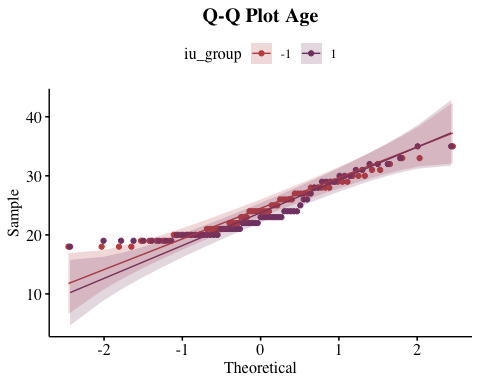 Q-Q Plot Age
iu_group -1 1
40
30
20
10
Sample
-2 -1 0 1 2
Theoretical